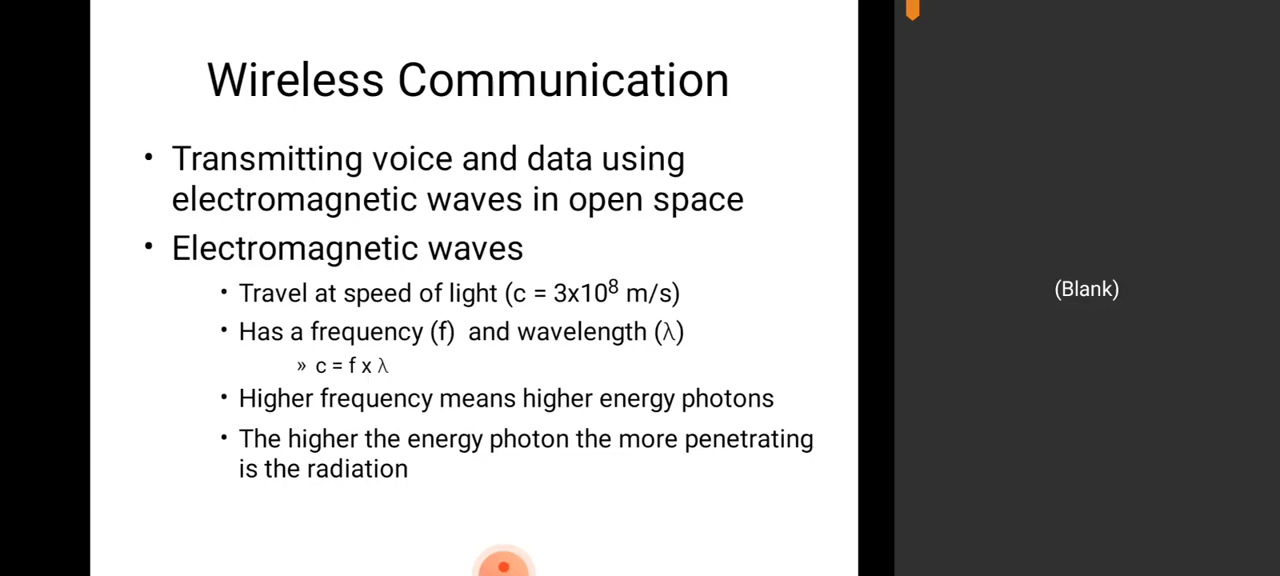 Wireless Communication
• Transmitting voice and data using
electromagnetic waves in open space
• Electromagnetic waves
• Travel at speed of light (c = 3x10⁸ m/s)
• Has a frequency (f)  and wavelength (λ)
» c = f x λ
• Higher frequency means higher energy photons
• The higher the energy photon the more penetrating
is the radiation
(Blank)